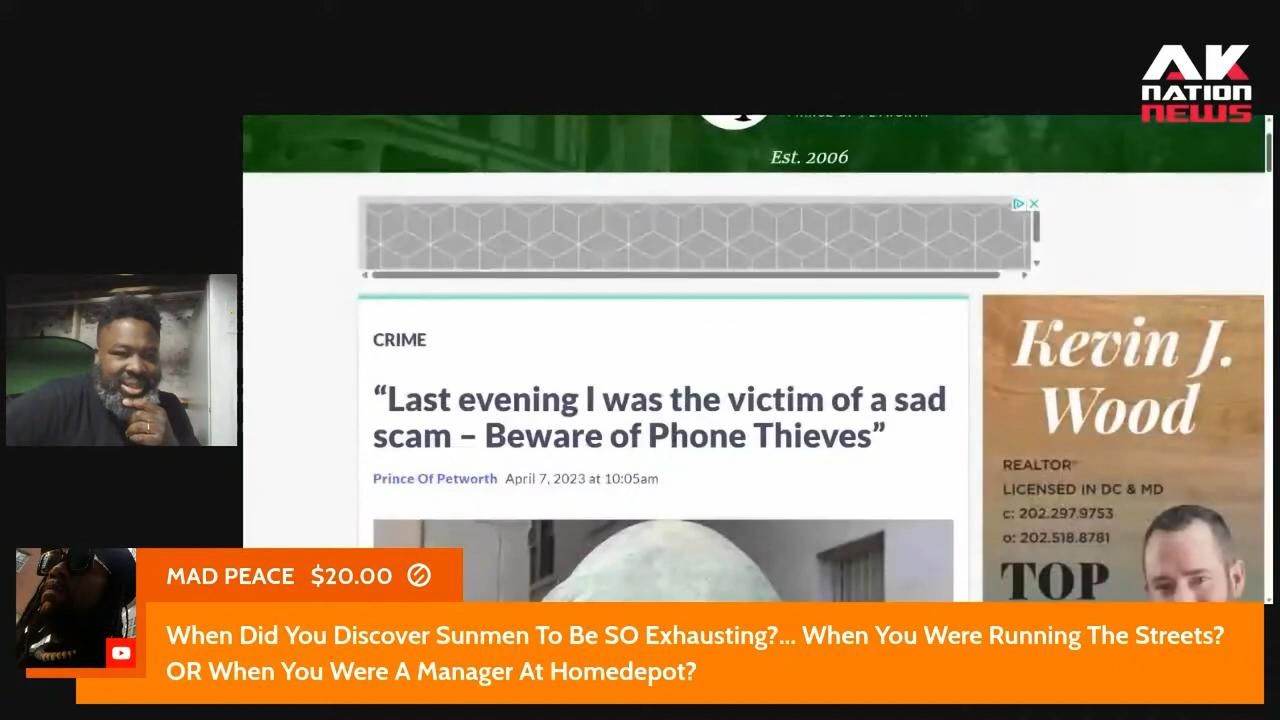 AK
NATION
NEWS
Est. 2006
CRIME
“Last evening I was the victim of a sad
scam – Beware of Phone Thieves”
Prince Of Petworth April 7, 2023 at 10:05am
Kevin J.
Wood
REALTOR®
LICENSED IN DC & MD
c: 202.297.9753
o: 202.518.8781
TOP
MAD PEACE $20.00
When Did You Discover Sunmen To Be SO Exhausting?... When You Were Running The Streets?
OR When You Were A Manager At Homedepot?